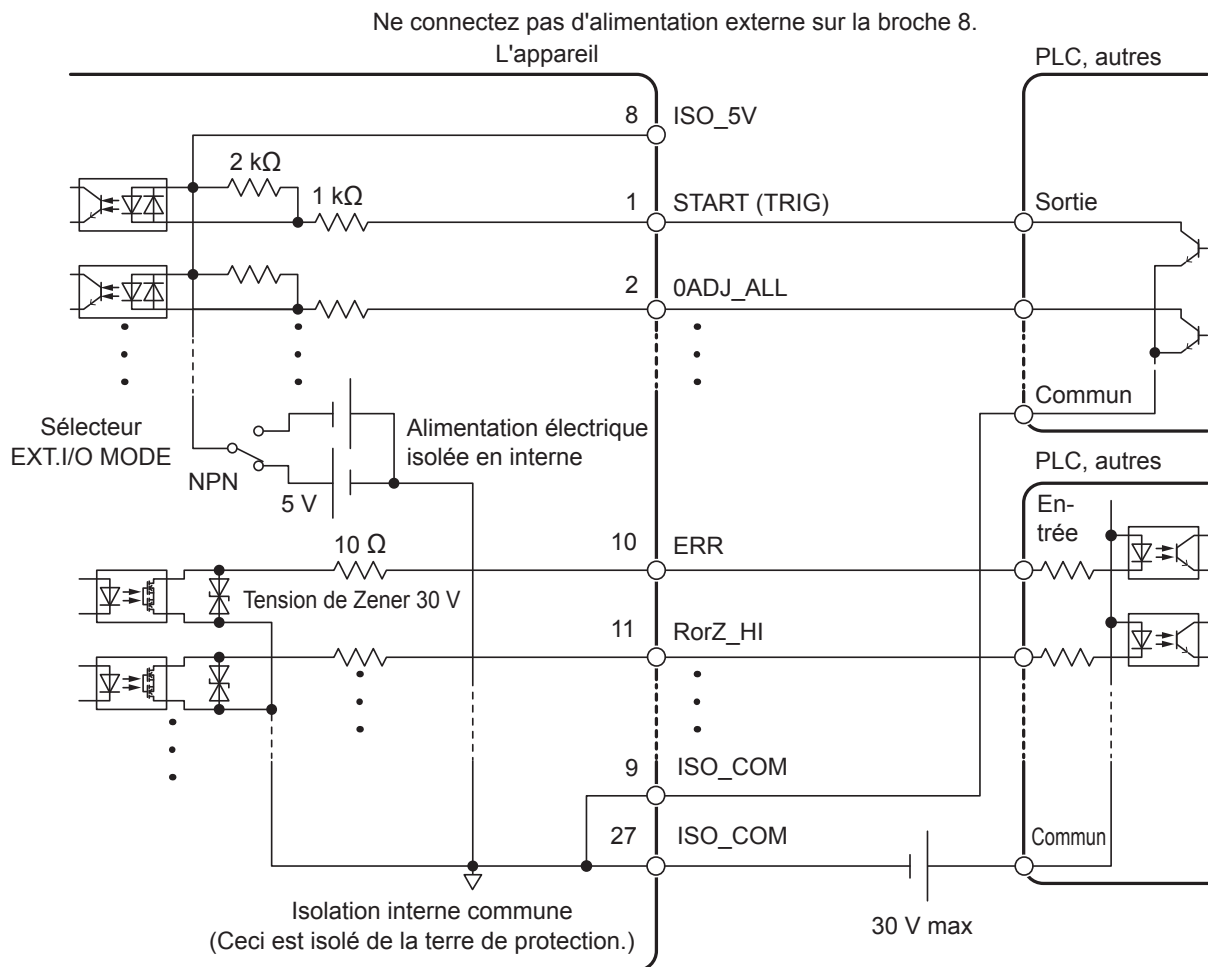 Ne connectez pas d'alimentation externe sur la broche 8.
L'appareil
PLC, autres
8 ISO_5V
2 kΩ
1 kΩ
1 START (TRIG)
Sortie
2 0ADJ_ALL
Commun
Sélecteur
EXT.I/O MODE
NPN
5 V
Alimentation électrique
isolée en interne
PLC, autres
En-
trée
10 Ω
10 ERR
Tension de Zener 30 V
11 RorZ_HI
9 ISO_COM
27 ISO_COM
Commun
30 V max
Isolation interne commune
(Ceci est isolé de la terre de protection.)